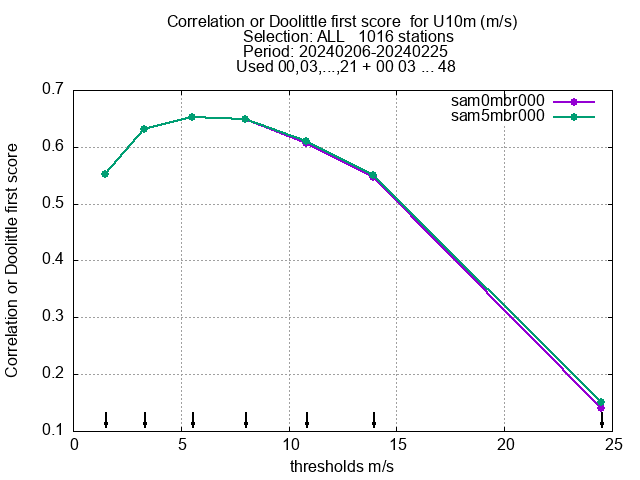 Correlation or Doolittle first score  for U10m (m/s)
Selection: ALL   1016 stations
Period: 20240206-20240225
Used 00,03,...,21 + 00 03 ... 48
sam0mbr000
sam5mbr000
Correlation or Doolittle first score
0.7
0.6
0.5
0.4
0.3
0.2
0.1
0 5 10 15 20 25
thresholds m/s